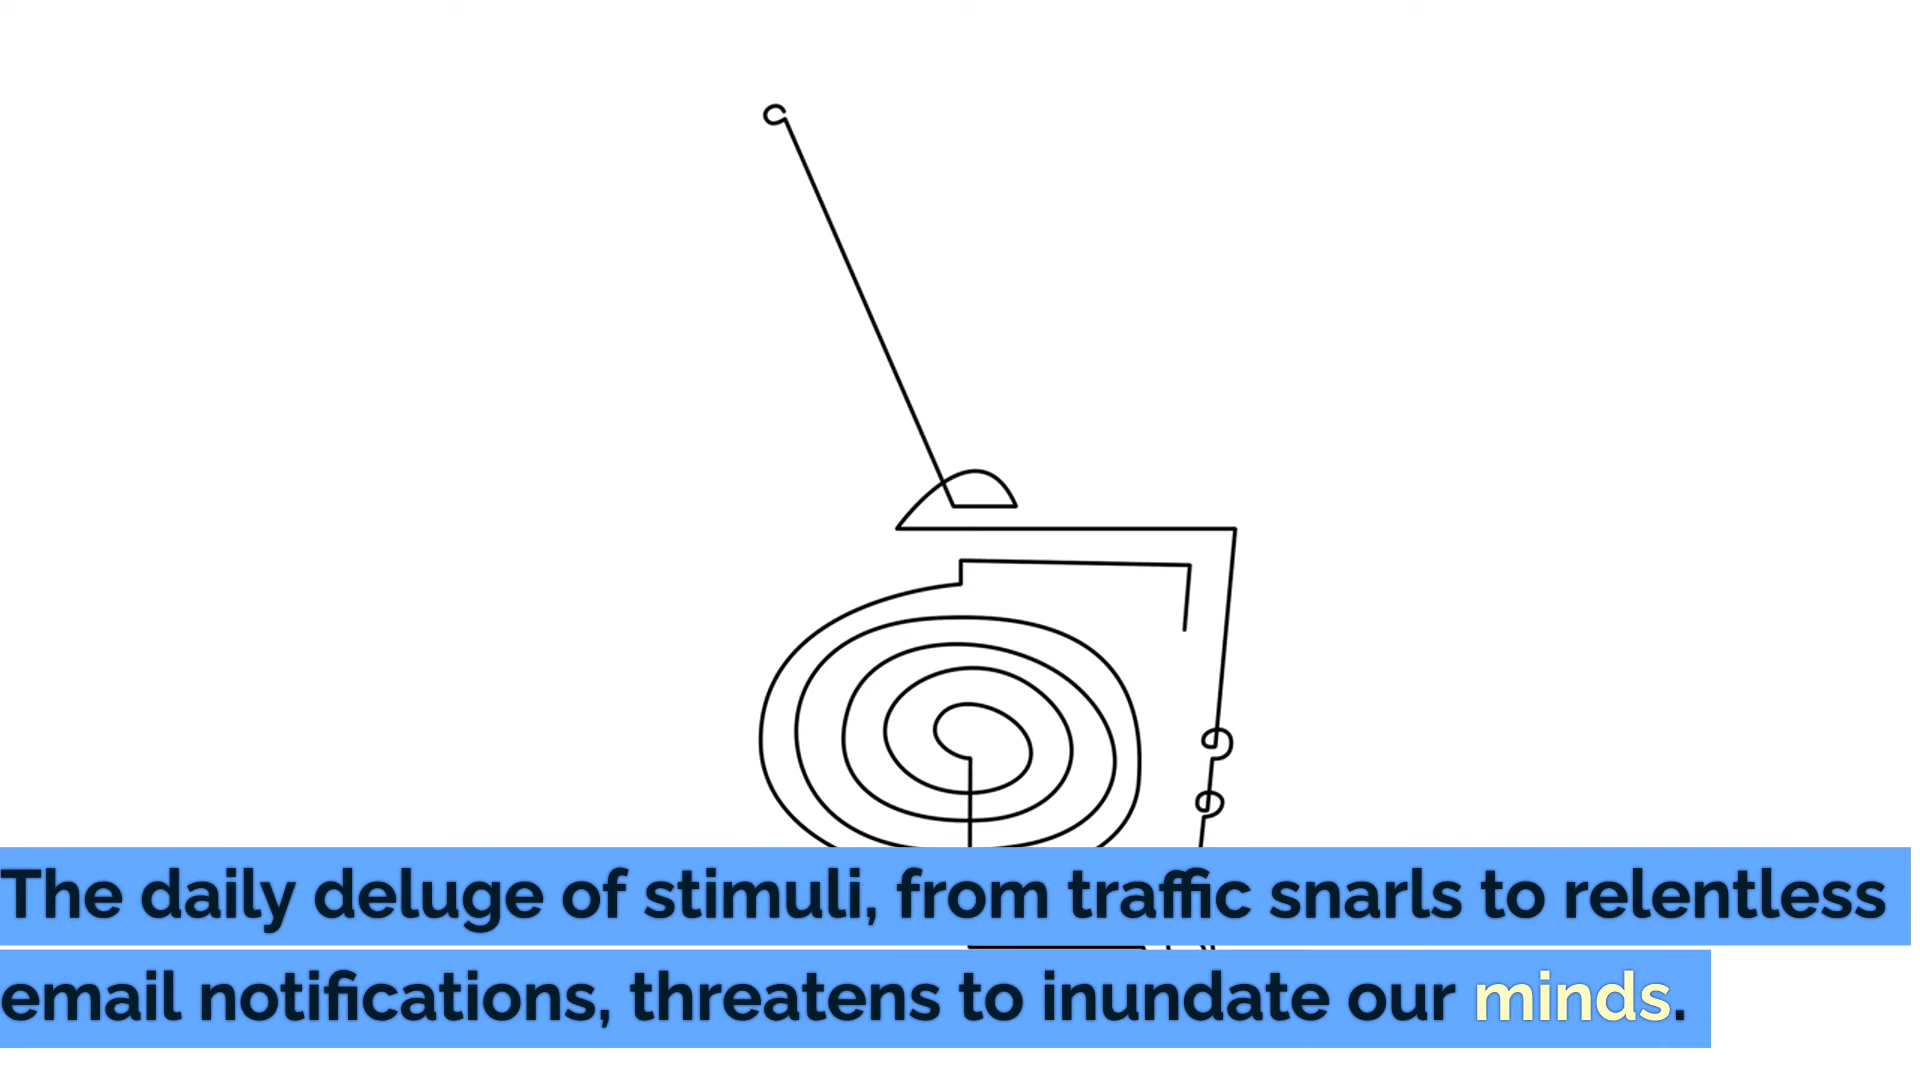 The daily deluge of stimuli, from traffic snarls to relentless
email notifications, threatens to inundate our minds.